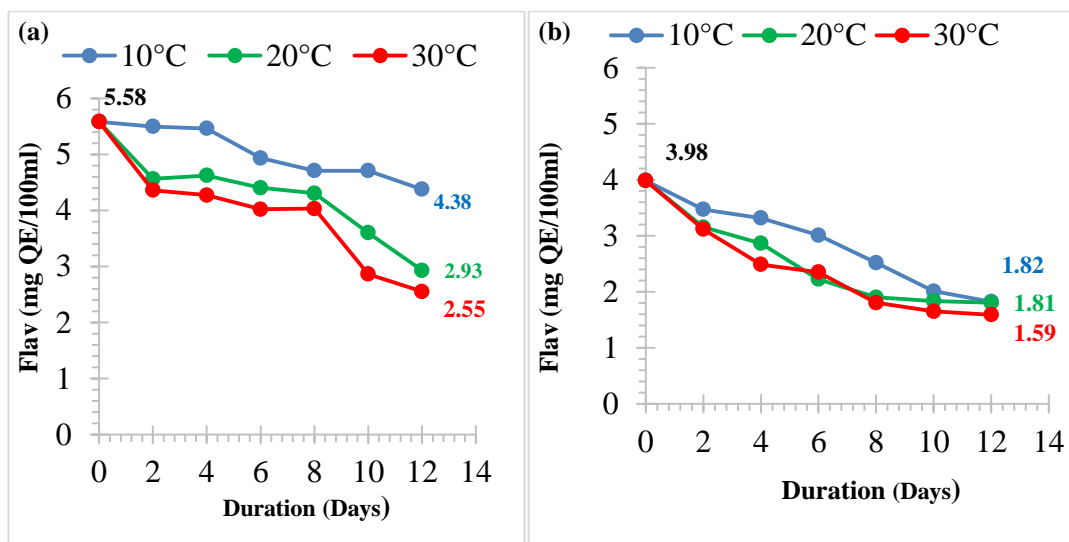 (a)
10°C 20°C 30°C
5.58
6
5
4
3
2
1
0
Flav (mg QE/100ml)
4.38
2.93
2.55
0 2 4 6 8 10 12 14
Duration (Days)
(b)
10°C 20°C 30°C
6
5
4
3
2
1
0
Flav (mg QE/100ml)
3.98
1.82
1.81
1.59
0 2 4 6 8 10 12 14
Duration (Days)